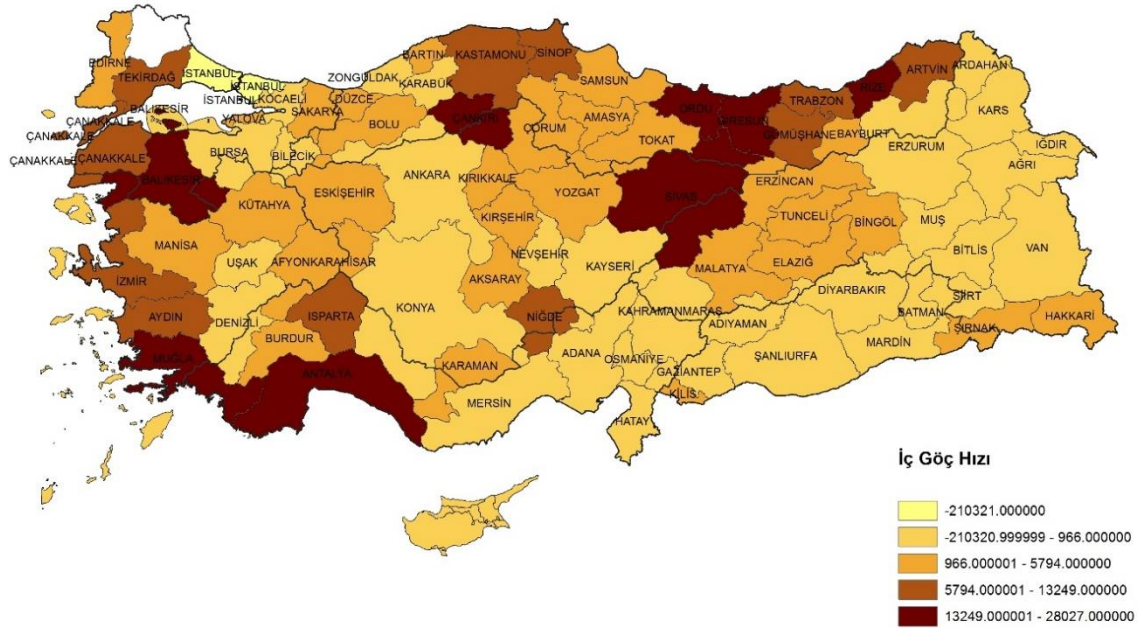 EDİRNE
TEKİRDAĞ
İSTANBUL
İSTANBUL
İSTANBUL
KOCAELİ
YALOVA
SAKARYA
DÜZCE
BOLU
ZONGULDAK
BARTIN
KARABÜK
KASTAMONU
SİNOP
SAMSUN
ÇANKIRI
ÇORUM
AMASYA
TOKAT
ORDU
GİRESUN
TRABZON
GÜMÜŞHANE
RİZE
ARTVİN
ARDAHAN
BAYBURT
KARS
IĞDIR
ERZURUM
AĞRI
BALIKESİR
ÇANAKKALE
ÇANAKKALE
ÇANAKKALE
ÇANAKKALE
BALIKESİR
BURSA
BİLECİK
ESKİŞEHİR
KÜTAHYA
ANKARA
KIRIKKALE
KIRŞEHİR
YOZGAT
SİVAS
ERZİNCAN
TUNCELİ
BİNGÖL
MUŞ
BİTLİS
VAN
MANİSA
UŞAK
AFYONKARAHİSAR
İZMİR
AYDIN
DENİZLİ
ISPARTA
BURDUR
MUĞLA
ANTALYA
KONYA
AKSARAY
NEVŞEHİR
KAYSERİ
NİĞDE
KARAMAN
MERSİN
ADANA
KAHRAMANMARAŞ
OSMANİYE
MALATYA
ELAZIĞ
ADIYAMAN
GAZİANTEP
KİLİS
HATAY
ŞANLIURFA
DİYARBAKIR
BATMAN
SİİRT
MARDİN
ŞIRNAK
HAKKARİ
İç Göç Hızı
-210321.000000
-210320.999999 - 966.000000
966.000001 - 5794.000000
5794.000001 - 13249.000000
13249.000001 - 28027.000000